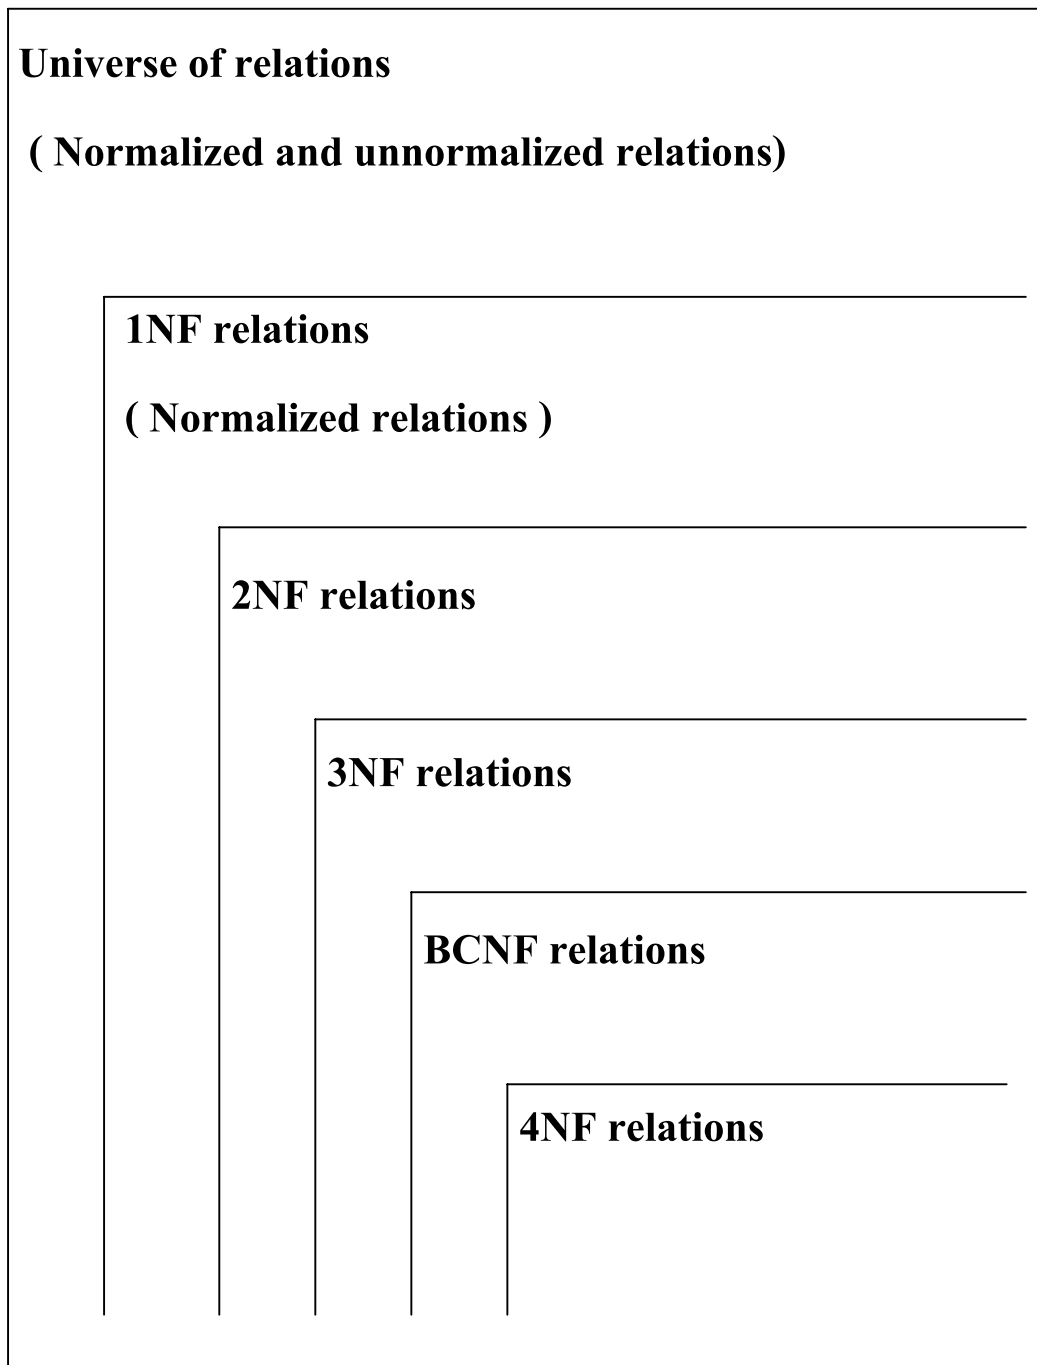 Universe of relations
( Normalized and unnormalized relations)
1NF relations
( Normalized relations )
2NF relations
3NF relations
BCNF relations
4NF relations